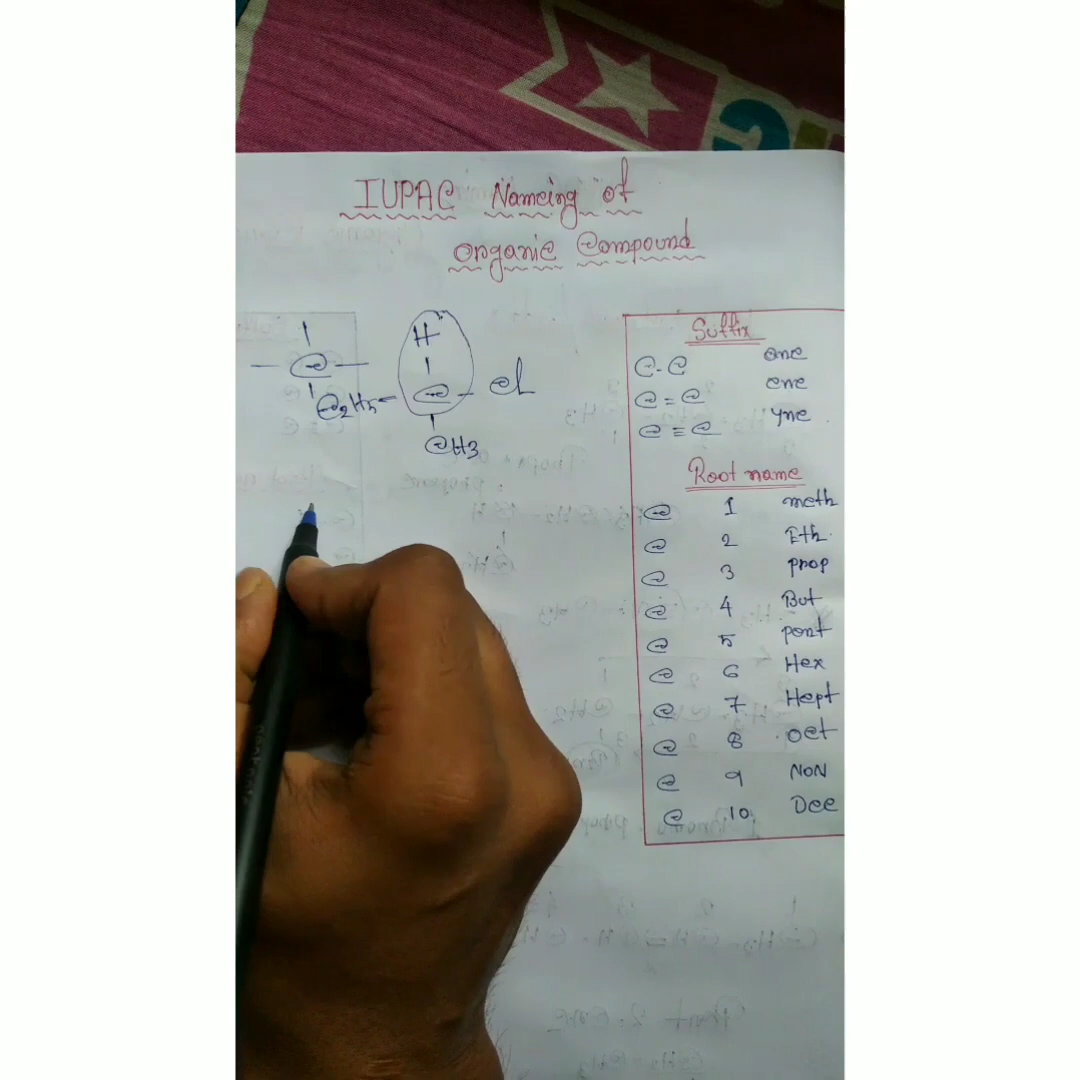 IUPAC Nameing of
Organic Compound
C
H
C2H5 - C - Cl
CH3
Suffix
C - C ane
C = C ene
C ≡ C yne
Root name
C 1 meth
C 2 Eth
C 3 prop
C 4 But
C 5 pent
C 6 Hex
C 7 Hept
C 8 oct
C 9 NON
C 10 Dec